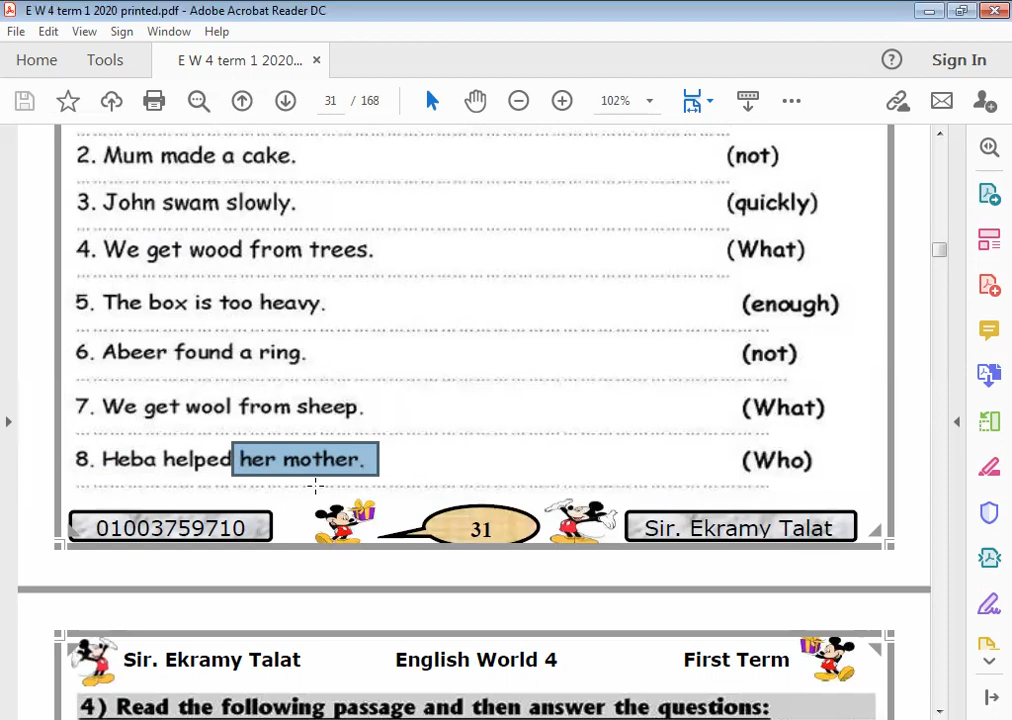 E W 4 term 1 2020 printed.pdf - Adobe Acrobat Reader DC
File Edit View Sign Window Help
Home Tools E W 4 term 1 2020... × Sign In
31 / 168 102%
2. Mum made a cake. (not)
3. John swam slowly. (quickly)
4. We get wood from trees. (What)
5. The box is too heavy. (enough)
6. Abeer found a ring. (not)
7. We get wool from sheep. (What)
8. Heba helped her mother. (Who)
01003759710 31 Sir. Ekramy Talat
Sir. Ekramy Talat English World 4 First Term
4) Read the following passage and then answer the questions: